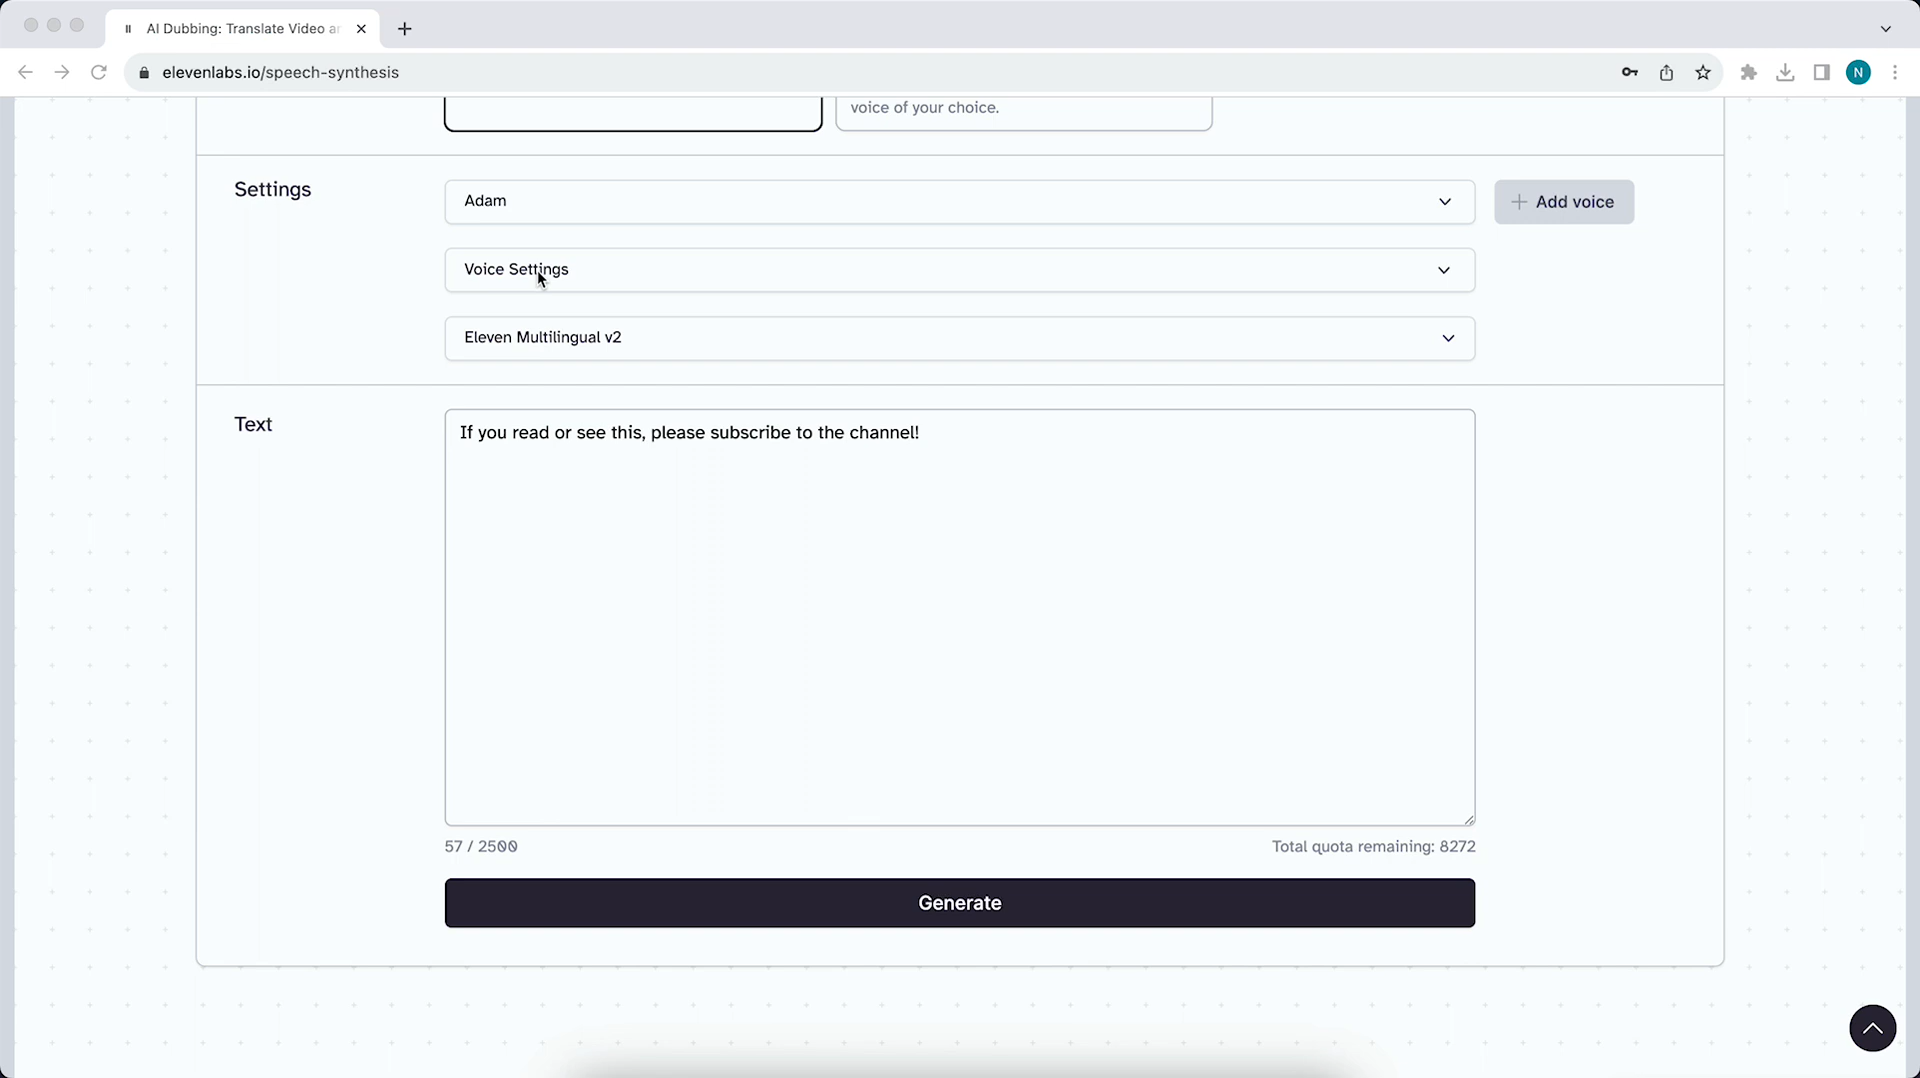 AI Dubbing: Translate Video ar
elevenlabs.io/speech-synthesis
N
voice of your choice.
Settings
Adam
Add voice
Voice Settings
Eleven Multilingual v2
Text
If you read or see this, please subscribe to the channel!
57 / 2500
Total quota remaining: 8272
Generate